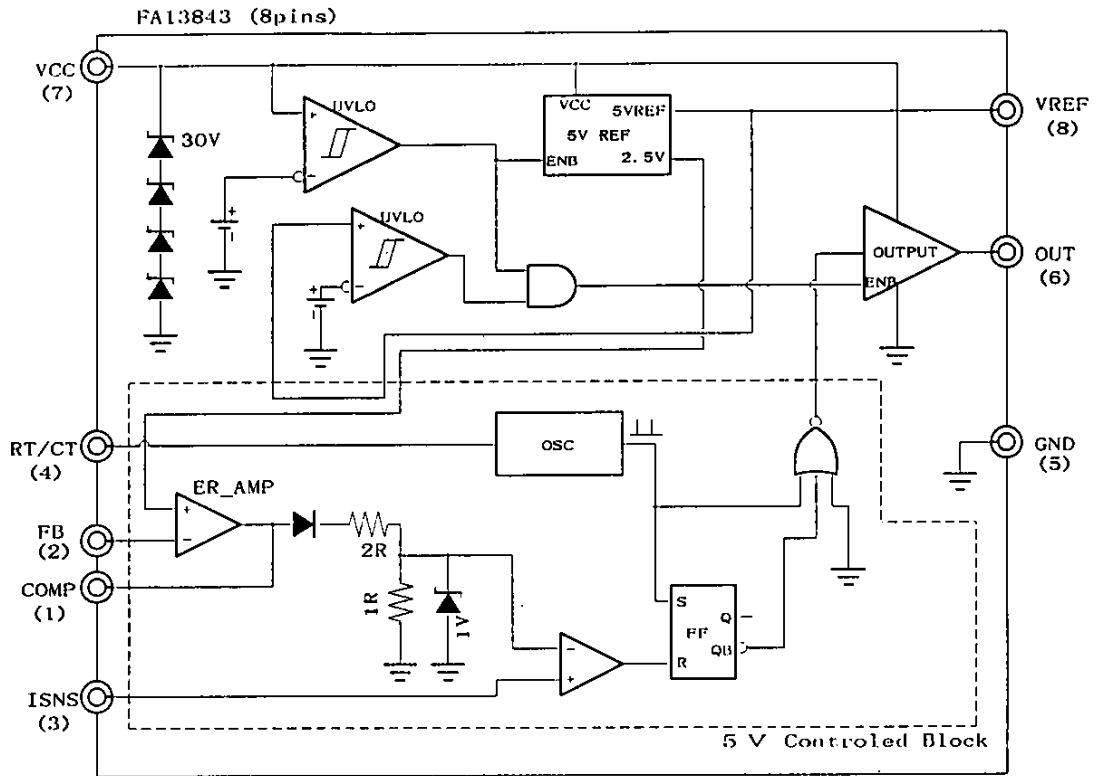 FA13843 (8pins)
VCC
(7)
30V
UVLO
+
−
+
−
VCC
5VREF
5V REF
ENB
2.5V
VREF
(8)
UVLO
+
−
+
−
OUTPUT
ENB
OUT
(6)
RT/CT
(4)
OSC
GND
(5)
ER_AMP
+
−
FB
(2)
2R
COMP
(1)
1R
1V
S
Q
FF
QB
R
−
+
ISNS
(3)
5 V Controled Block